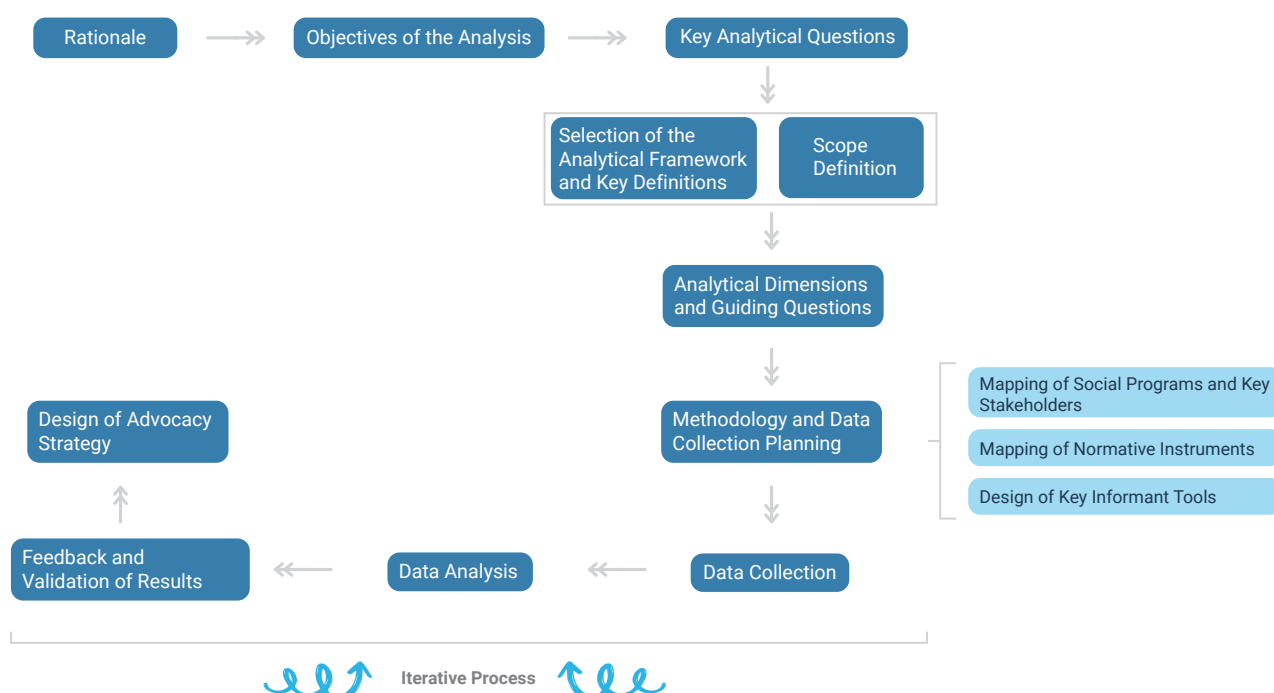 Rationale
Objectives of the Analysis
Key Analytical Questions
Selection of the
Analytical Framework
and Key Definitions
Scope
Definition
Analytical Dimensions
and Guiding Questions
Methodology and Data
Collection Planning
Mapping of Social Programs and Key
Stakeholders
Mapping of Normative Instruments
Design of Key Informant Tools
Data Collection
Data Analysis
Feedback and
Validation of Results
Design of Advocacy
Strategy
Iterative Process